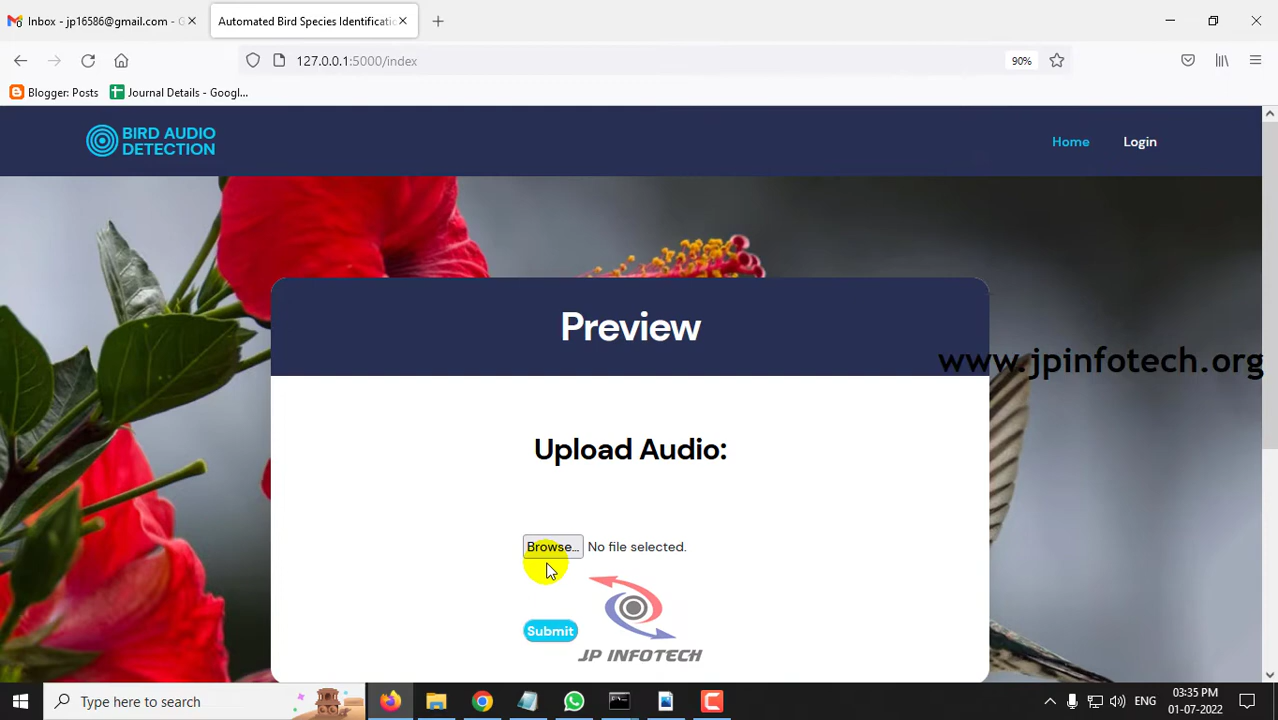 Inbox - jp16586@gmail.com - G
Automated Bird Species Identificatio
127.0.0.1:5000/index
90%
Blogger: Posts
Journal Details - Googl...
BIRD AUDIO
DETECTION
Home
Login
Preview
www.jpinfotech.org
Upload Audio:
Browse...
No file selected.
Submit
JP INFOTECH
Type here to search
ENG
03:35 PM
01-07-2022